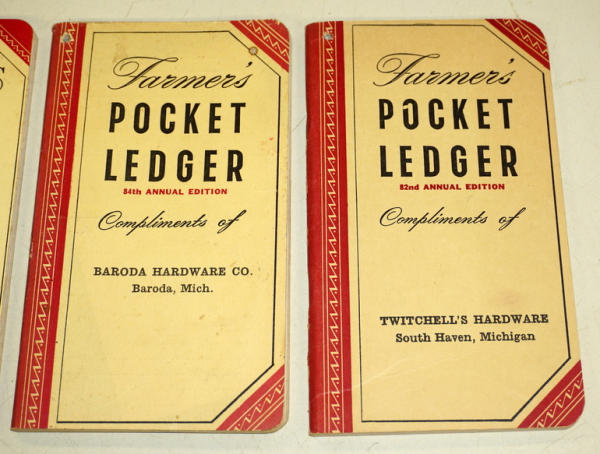 Farmer's
POCKET
LEDGER
84th ANNUAL EDITION
Compliments of
BARODA HARDWARE CO.
Baroda, Mich.
Farmer's
POCKET
LEDGER
82nd ANNUAL EDITION
Compliments of
TWITCHELL'S HARDWARE
South Haven, Michigan